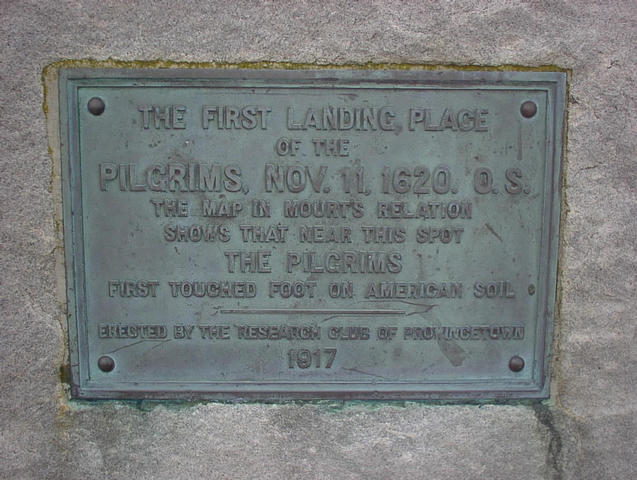 THE FIRST LANDING PLACE
OF THE
PILGRIMS, NOV. 11, 1620. O.S.
THE MAP IN MOURT'S RELATION
SHOWS THAT NEAR THIS SPOT
THE PILGRIMS
FIRST TOUCHED FOOT ON AMERICAN SOIL
ERECTED BY THE RESEARCH CLUB OF PROVINCETOWN
1917